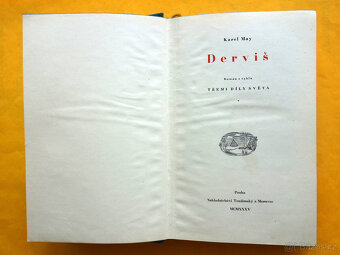 Karel May
Derviš
Román z cyklu
TŘEMI DÍLY SVĚTA
Praha
Nakladatelství Toužimský a Moravec
MCMXXXV